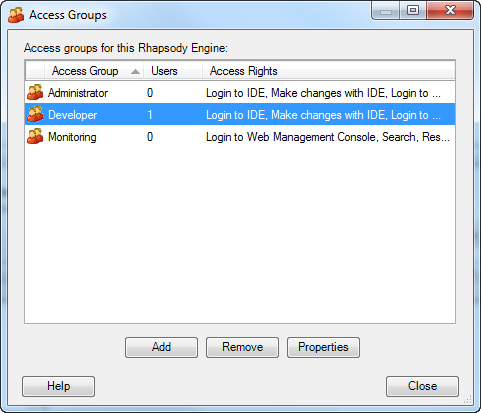 Access Groups
Access groups for this Rhapsody Engine:
Access Group Users Access Rights
Administrator 0 Login to IDE, Make changes with IDE, Login to ...
Developer 1 Login to IDE, Make changes with IDE, Login to ...
Monitoring 0 Login to Web Management Console, Search, Res...
Add Remove Properties
Help Close